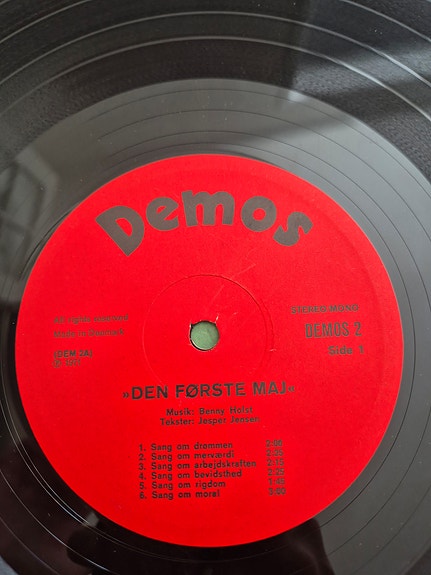 Demos
All rights reserved
Made in Denmark
(DEM 2A)
STEREO-MONO
DEMOS 2
Side 1
»DEN FØRSTE MAJ«
Musik: Benny Holst
Tekster: Jesper Jensen
1. Sang om drømmen
2. Sang om merværdi
3. Sang om arbejdskraften
4. Sang om bevidsthed
5. Sang om rigdom
6. Sang om moral